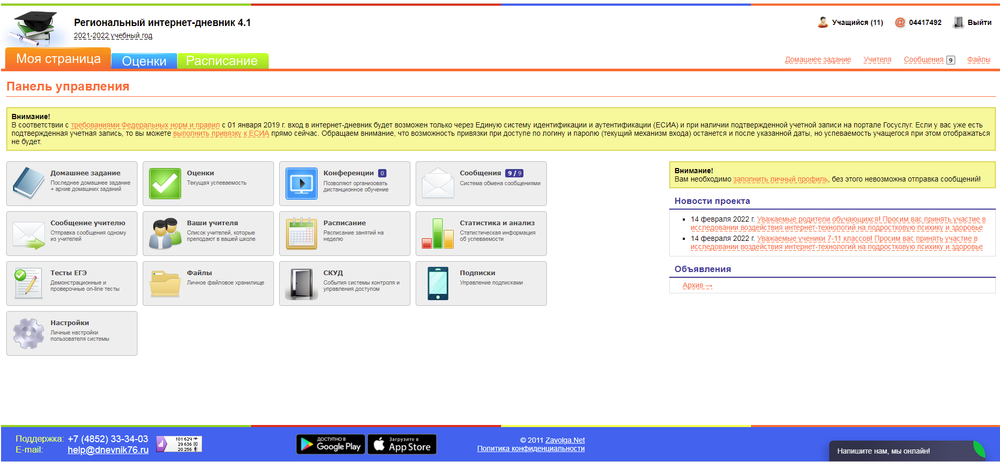 Региональный интернет-дневник 4.1
2021-2022 учебный год
Учащийся (11)
04417492
Выйти
Моя страница
Оценки
Расписание
Домашнее задание
Учителя
Сообщения 9
Файлы
Панель управления
Внимание!
В соответствии с требованиями Федеральных норм и правил с 01 января 2019 г. вход в интернет-дневник будет возможен только через Единую систему идентификации и аутентификации (ЕСИА) и при наличии подтвержденной учетной записи на портале Госуслуг. Если у вас уже есть
подтвержденная учетная запись, то вы можете выполнить привязку к ЕСИА прямо сейчас. Обращаем внимание, что возможность привязки при доступе по логину и паролю (текущий механизм входа) останется и после указанной даты, но успеваемость учащегося при этом отображаться
не будет.
Домашнее задание
Последнее домашнее задание
+ архив домашних заданий
Оценки
Текущая успеваемость
Конференции 0
Позволяют организовать
дистанционное обучение
Сообщения 9 / 9
Система обмена сообщениями
Сообщение учителю
Отправка сообщения одному
из учителей
Ваши учителя
Список учителей, которые
преподают в вашей школе
Расписание
Расписание занятий на
неделю
Статистика и анализ
Статистическая информация
об успеваемости
Тесты ЕГЭ
Демонстрационные и
проверочные on-line тесты
Файлы
Личное файловое хранилище
СКУД
События системы контроля и
управления доступом
Подписки
Управление подписками
Настройки
Личные настройки
пользователя системы
Внимание!
Вам необходимо заполнить личный профиль, без этого невозможна отправка сообщений!
Новости проекта
14 февраля 2022 г. Уважаемые родители обучающихся! Просим вас принять участие в
исследовании воздействия интернет-технологий на подростковую психику и здоровье
14 февраля 2022 г. Уважаемые ученики 7-11 классов! Просим вас принять участие в
исследовании воздействия интернет-технологий на подростковую психику и здоровье
Объявления
Архив →
Поддержка: +7 (4852) 33-34-03
E-mail: help@dnevnik76.ru
101 624
29 636
20 256
ДОСТУПНО В
Google Play
Загрузите в
App Store
© 2011 Zavolga.Net
Политика конфиденциальности
Напишите нам, мы онлайн!